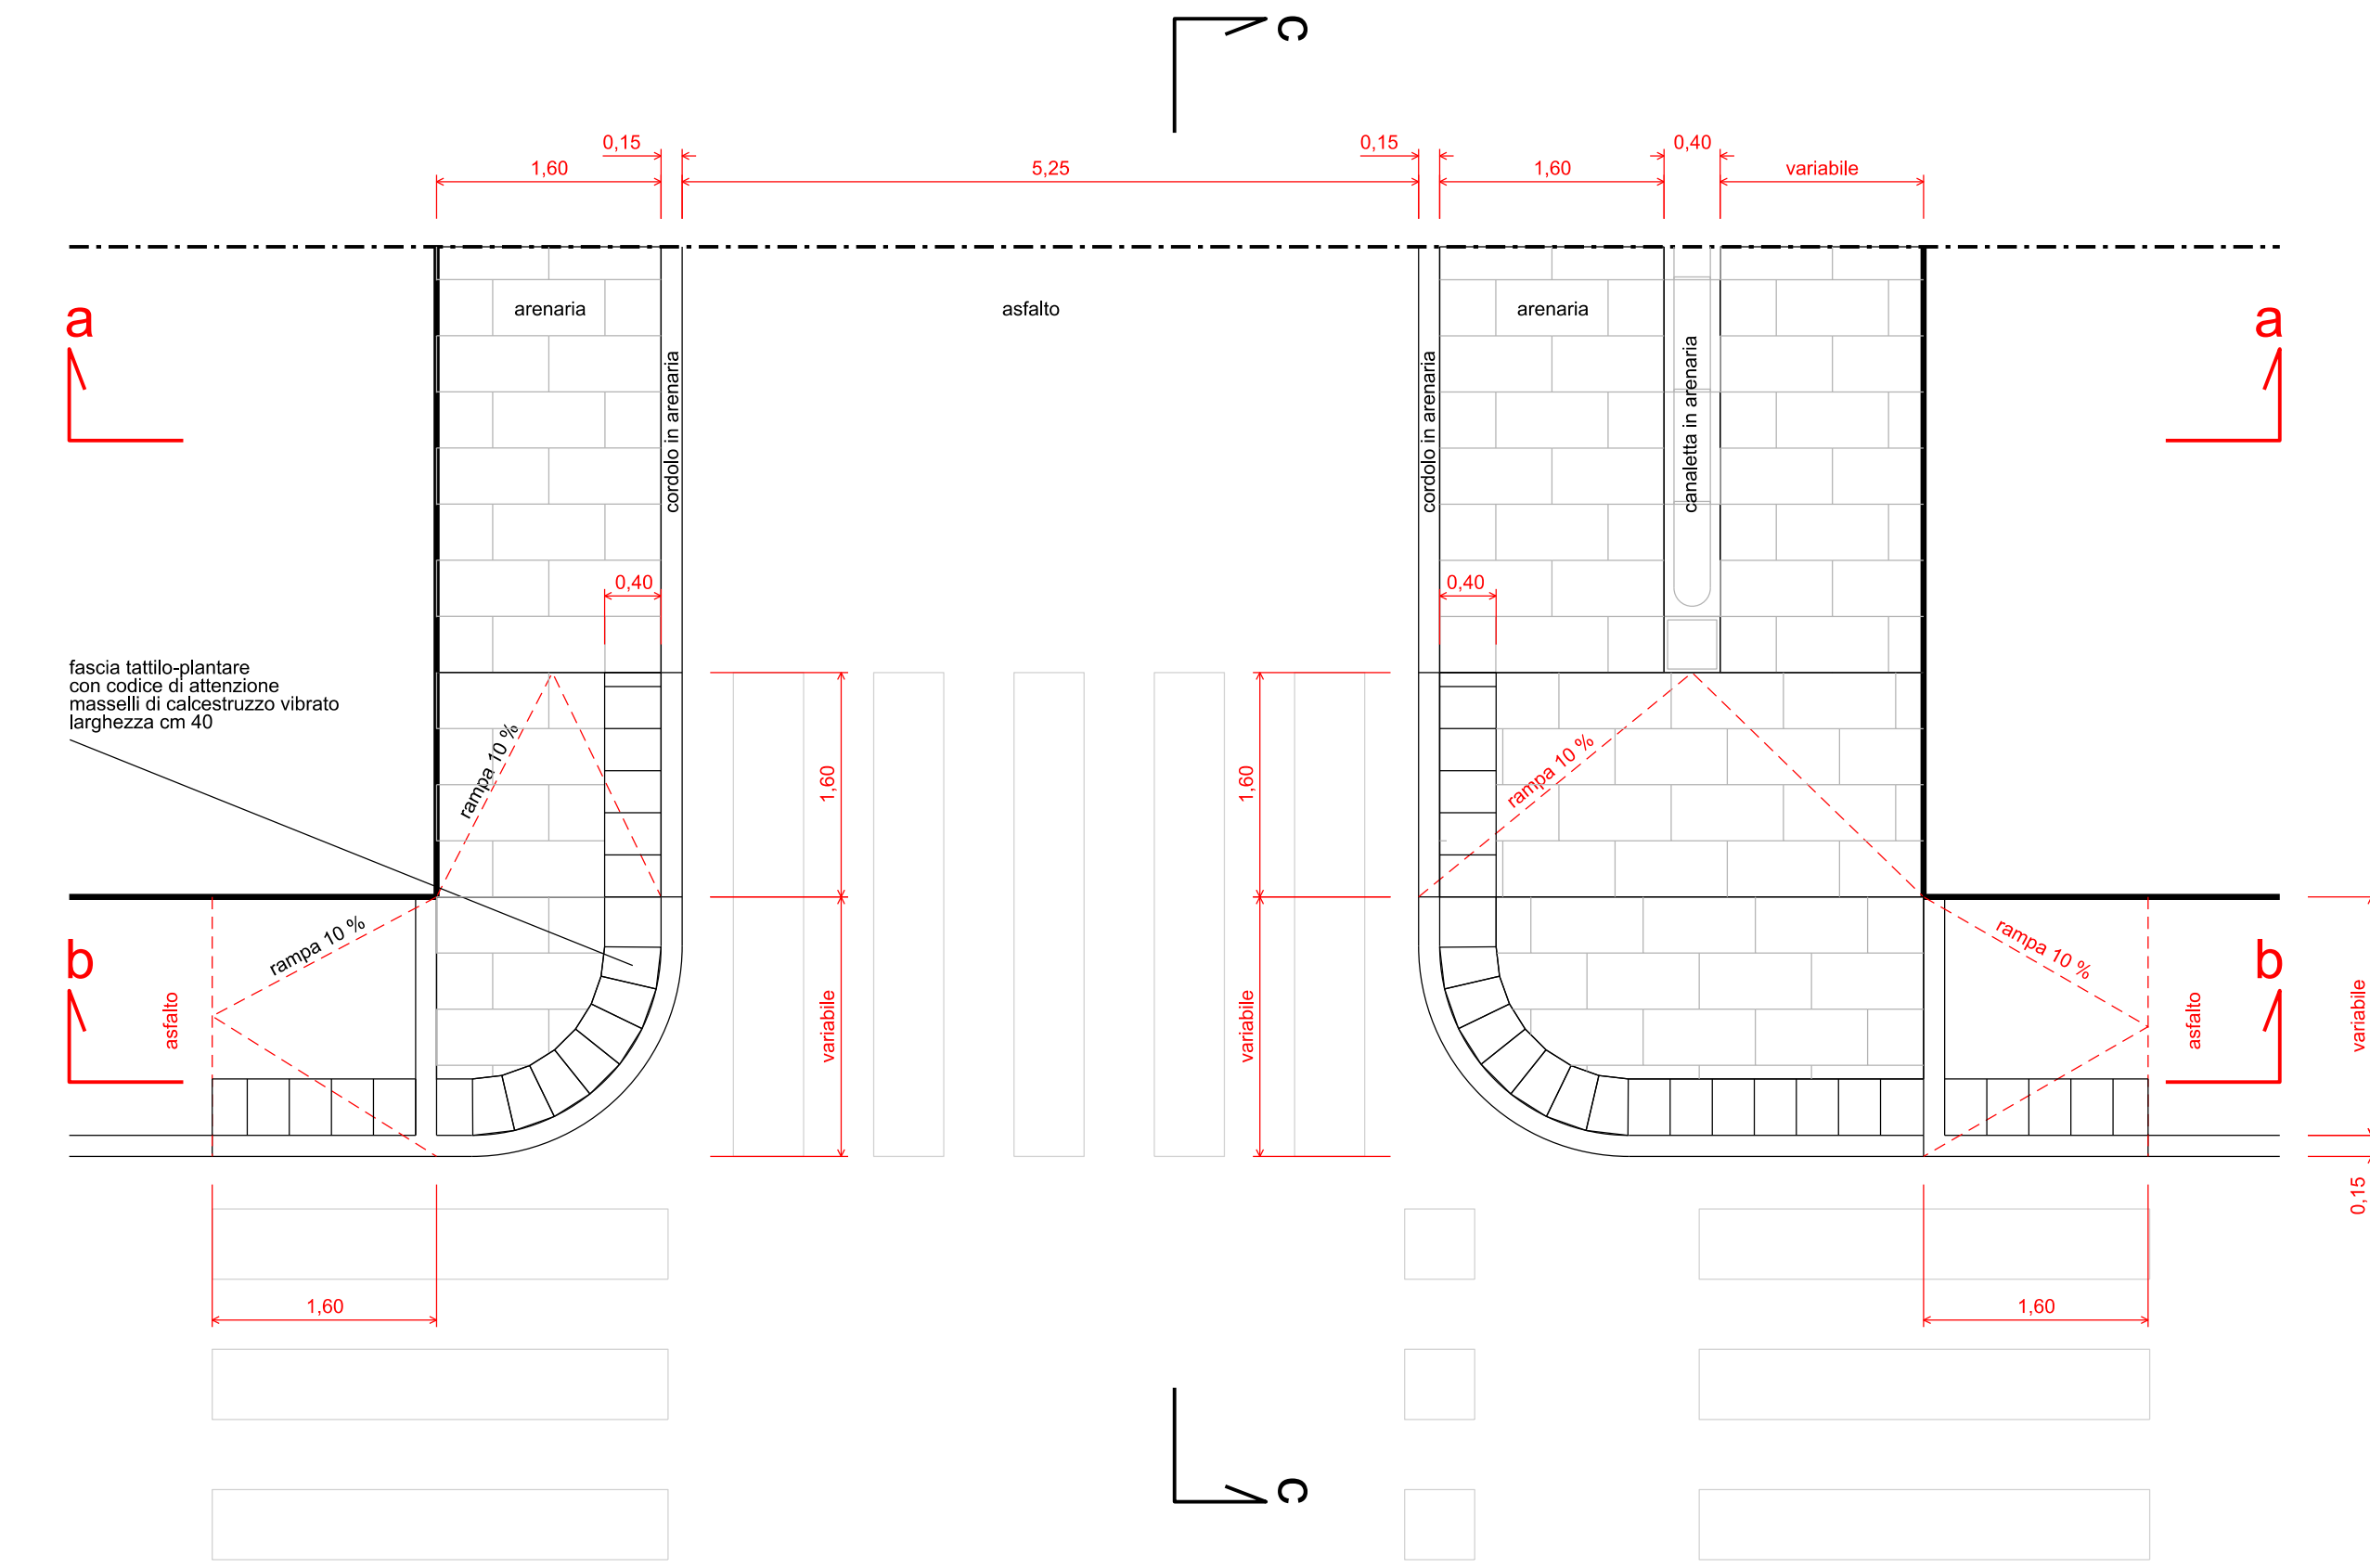 c
0,15
0,15
0,40
1,60
5,25
1,60
variabile
a
arenaria
asfalto
arenaria
a
cordolo in arenaria
cordolo in arenaria
canaletta in arenaria
0,40
0,40
fascia tattilo-plantare
con codice di attenzione
masselli di calcestruzzo vibrato
larghezza cm 40
rampa 10 %
1,60
1,60
rampa 10 %
b
rampa 10 %
rampa 10 %
b
asfalto
variabile
variabile
asfalto
variabile
0,15
1,60
1,60
c